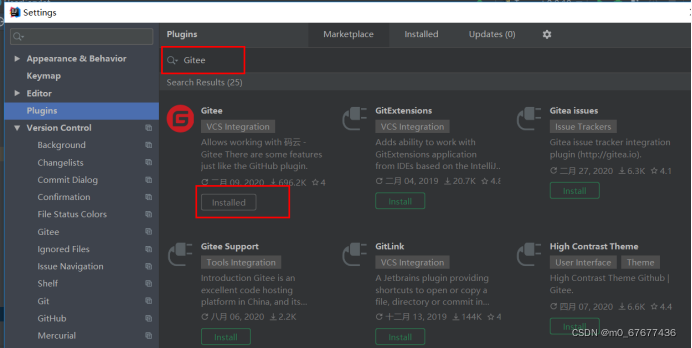 Settings
Plugins
Marketplace
Installed
Updates (0)
Appearance & Behavior
Keymap
Editor
Plugins
Version Control
Background
Changelists
Commit Dialog
Confirmation
File Status Colors
Gitee
Ignored Files
Issue Navigation
Shelf
Git
GitHub
Mercurial
Gitee
Search Results (25)
Gitee
VCS Integration
Allows working with 码云 -
Gitee There are some features
just like the GitHub plugin.
二月 09, 2020 696.2K 4
Installed
GitExtensions
VCS Integration
Adds ability to work with
GitExtensions application
from IDEs based on the IntelliJ...
二月 04, 2019 20.7K 4.8
Install
Gitea issues
Issue Trackers
Gitea issue tracker integration
plugin (http://gitea.io).
二月 27, 2020 6.3K 4.1
Install
Gitee Support
Tools Integration
Introduction Gitee is an
excellent code hosting
platform in China, and its...
八月 06, 2020 2.2K
Install
GitLink
VCS Integration
A Jetbrains plugin providing
shortcuts to open or copy a
file, directory or commit in...
十二月 13, 2019 144K 4
Install
High Contrast Theme
User Interface Theme
High Contrast Theme Github |
Gitee.
四月 07, 2020 6.6K 4.4
Install
CSDN @m0_67677436